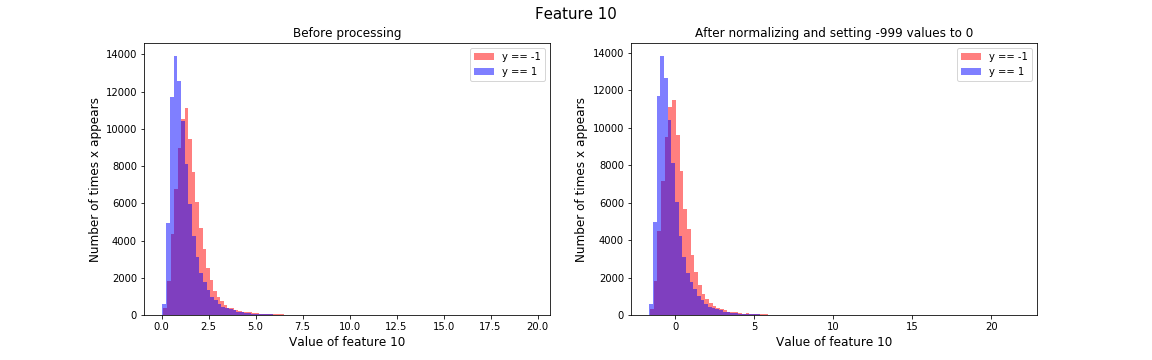 Feature 10
Before processing
Number of times x appears
14000
12000
10000
8000
6000
4000
2000
0
0.0 2.5 5.0 7.5 10.0 12.5 15.0 17.5 20.0
Value of feature 10
y == -1
y == 1
After normalizing and setting -999 values to 0
Number of times x appears
14000
12000
10000
8000
6000
4000
2000
0
0 5 10 15 20
Value of feature 10
y == -1
y == 1